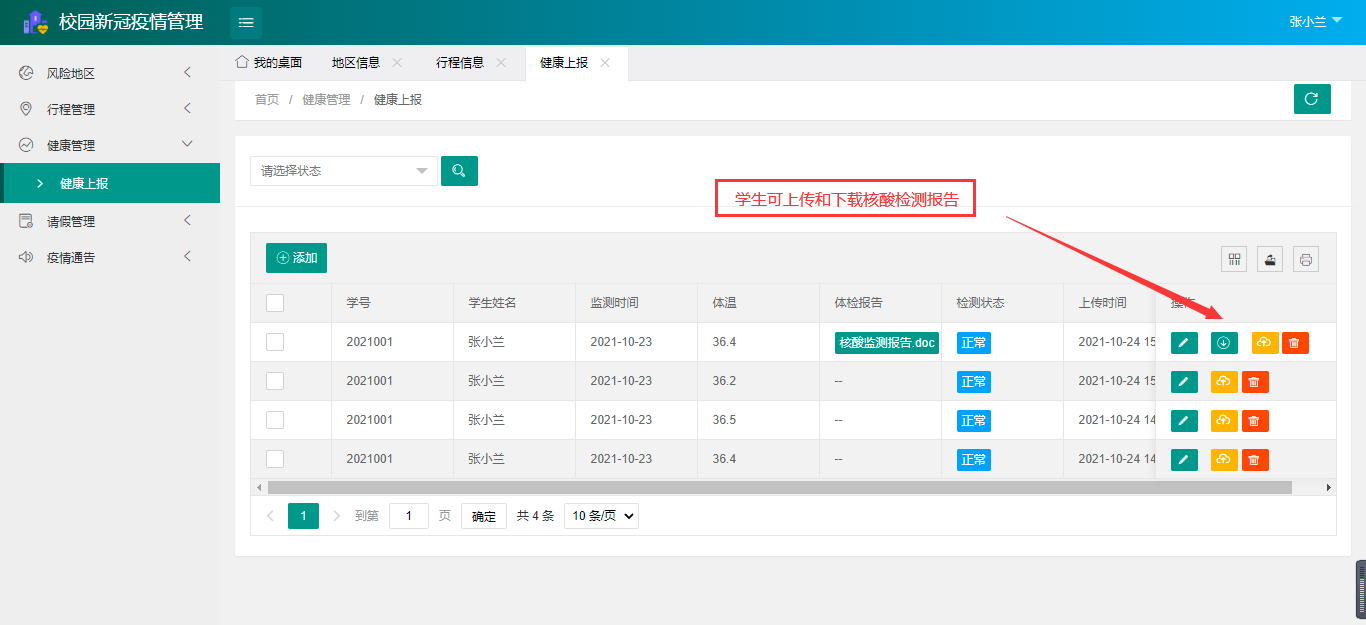 校园新冠疫情管理
张小兰
风险地区
行程管理
健康管理
健康上报
请假管理
疫情通告
我的桌面 地区信息 行程信息 健康上报
首页 / 健康管理 / 健康上报
请选择状态
学生可上传和下载核酸检测报告
添加
学号 学生姓名 监测时间 体温 体检报告 检测状态 上传时间 操作
2021001 张小兰 2021-10-23 36.4 核酸监测报告.doc 正常 2021-10-24 15
2021001 张小兰 2021-10-23 36.2 -- 正常 2021-10-24 15
2021001 张小兰 2021-10-23 36.5 -- 正常 2021-10-24 14
2021001 张小兰 2021-10-23 36.4 -- 正常 2021-10-24 14
1 到第 1 页 确定 共 4 条 10 条/页